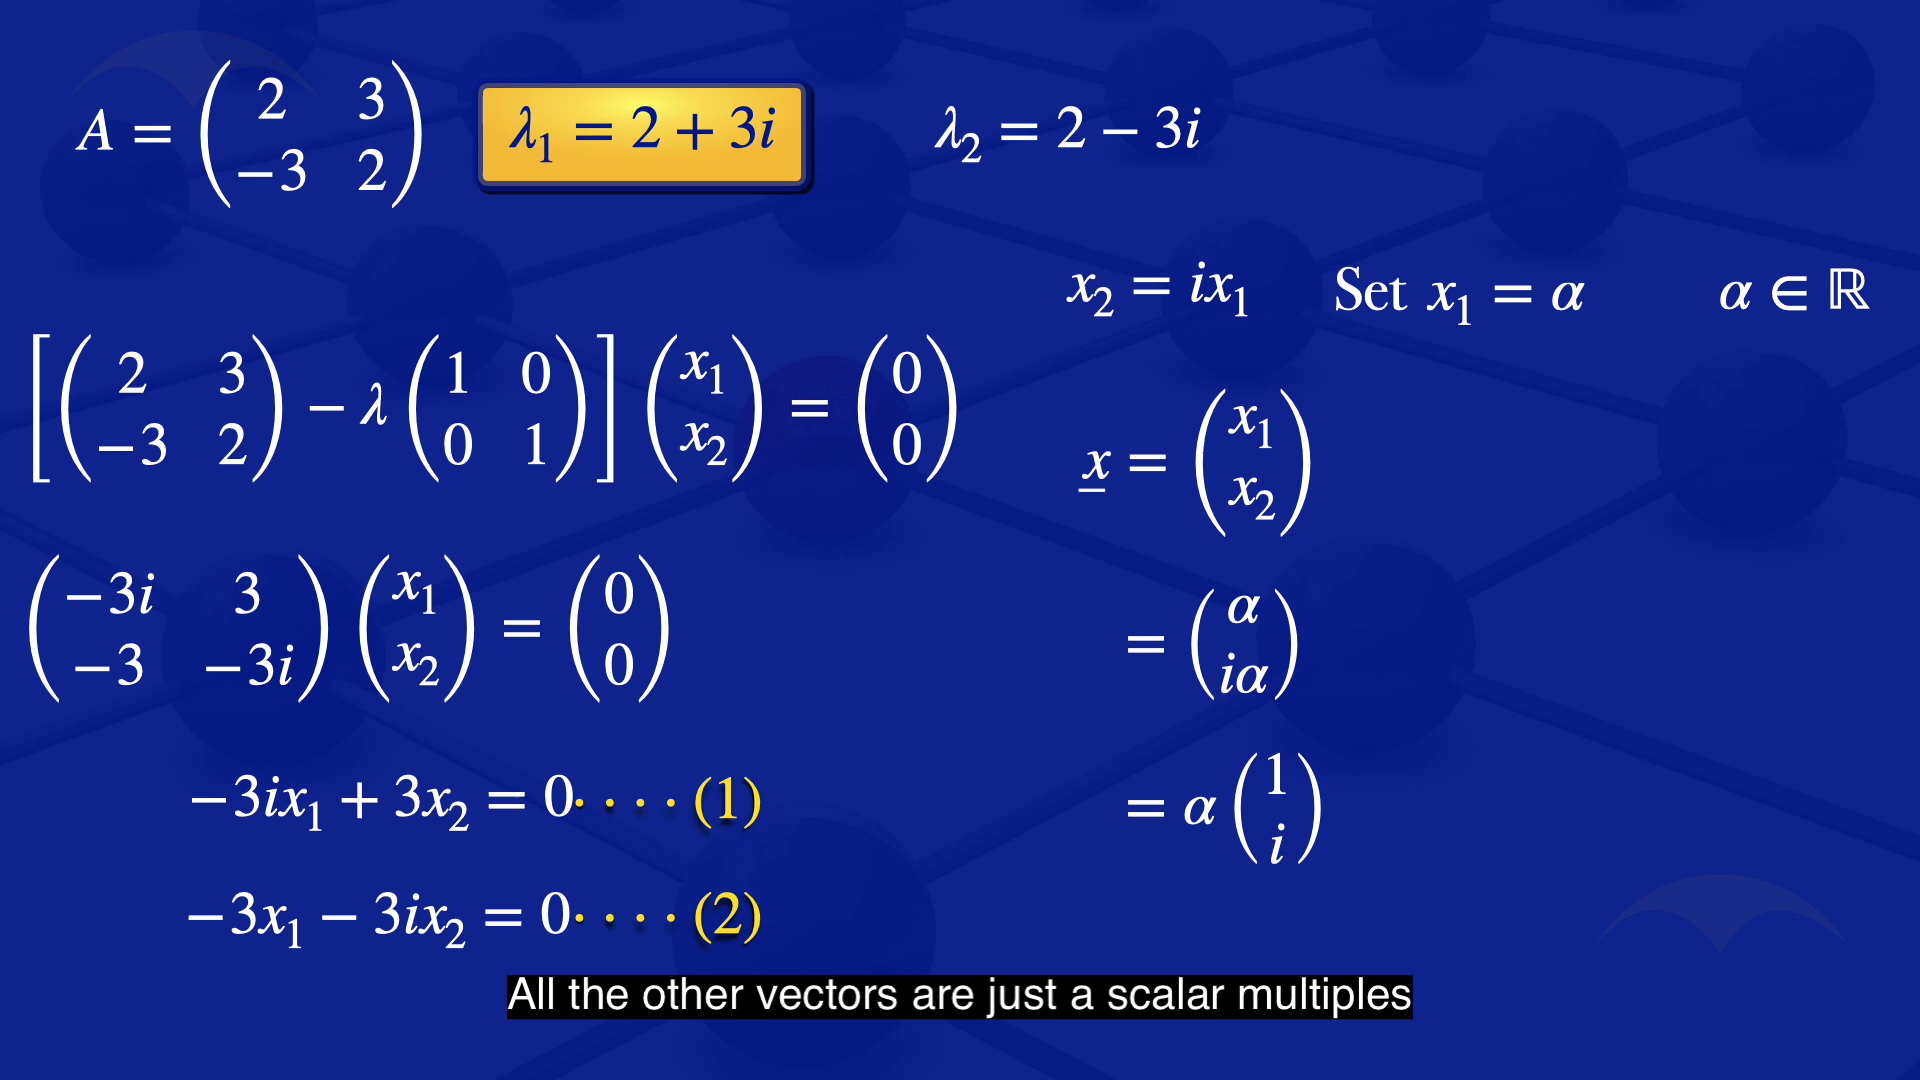 A = ( 2 3 ; −3 2 )  λ₁ = 2 + 3i  λ₂ = 2 − 3i
x₂ = ix₁  Set x₁ = α  α ∈ ℝ
[ ( 2 3 ; −3 2 ) − λ ( 1 0 ; 0 1 ) ] ( x₁ ; x₂ ) = ( 0 ; 0 )
x = ( x₁ ; x₂ )
( −3i 3 ; −3 −3i ) ( x₁ ; x₂ ) = ( 0 ; 0 )
= ( α ; iα )
−3ix₁ + 3x₂ = 0 · · · · (1)
= α ( 1 ; i )
−3x₁ − 3ix₂ = 0 · · · · (2)
All the other vectors are just a scalar multiples